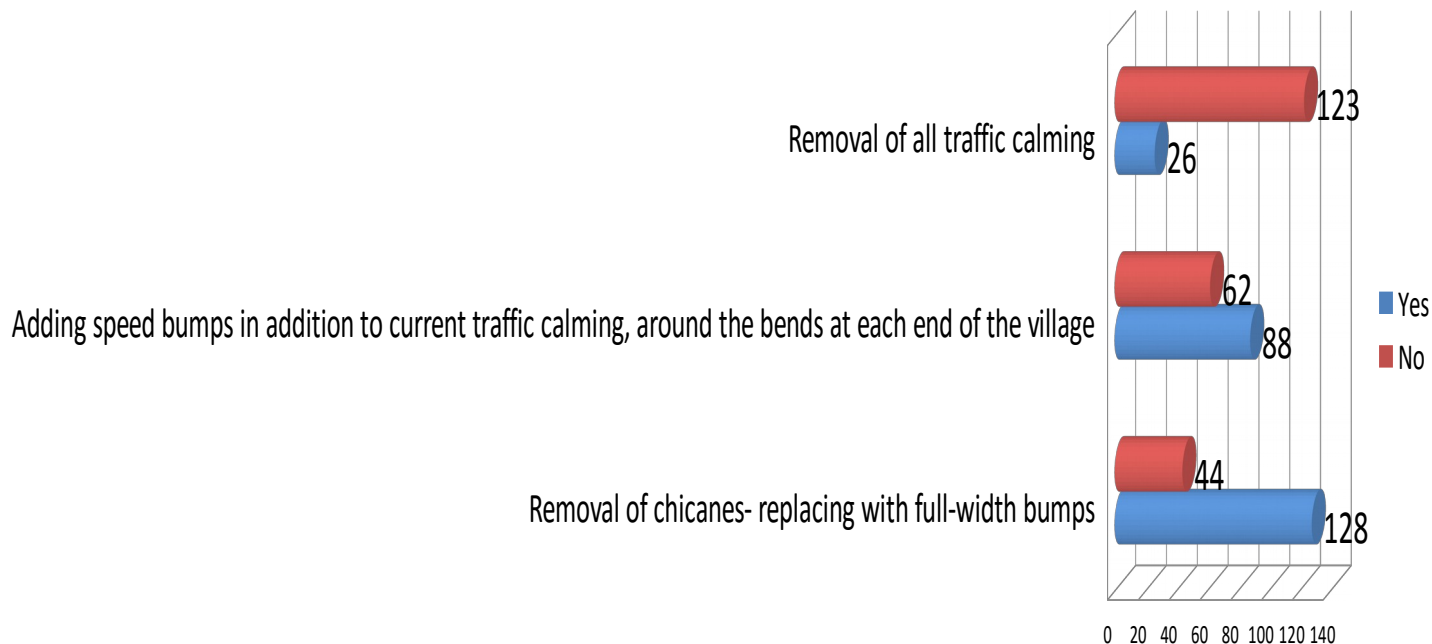 Removal of all traffic calming
123
26
Adding speed bumps in addition to current traffic calming, around the bends at each end of the village
62
88
Removal of chicanes- replacing with full-width bumps
44
128
Yes
No
0 20 40 60 80 100 120 140